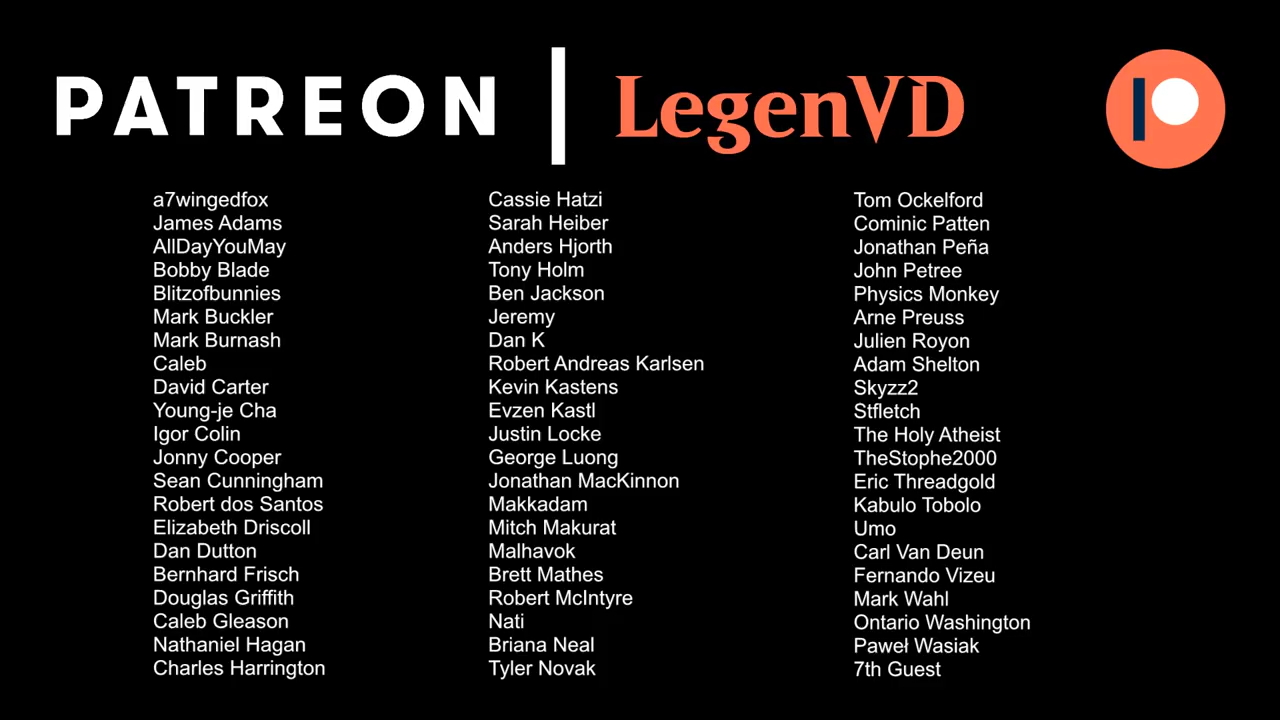 PATREON | LegenVD
a7wingedfox
James Adams
AllDayYouMay
Bobby Blade
Blitzofbunnies
Mark Buckler
Mark Burnash
Caleb
David Carter
Young-je Cha
Igor Colin
Jonny Cooper
Sean Cunningham
Robert dos Santos
Elizabeth Driscoll
Dan Dutton
Bernhard Frisch
Douglas Griffith
Caleb Gleason
Nathaniel Hagan
Charles Harrington
Cassie Hatzi
Sarah Heiber
Anders Hjorth
Tony Holm
Ben Jackson
Jeremy
Dan K
Robert Andreas Karlsen
Kevin Kastens
Evzen Kastl
Justin Locke
George Luong
Jonathan MacKinnon
Makkadam
Mitch Makurat
Malhavok
Brett Mathes
Robert McIntyre
Nati
Briana Neal
Tyler Novak
Tom Ockelford
Cominic Patten
Jonathan Peña
John Petree
Physics Monkey
Arne Preuss
Julien Royon
Adam Shelton
Skyzz2
Stfletch
The Holy Atheist
TheStophe2000
Eric Threadgold
Kabulo Tobolo
Umo
Carl Van Deun
Fernando Vizeu
Mark Wahl
Ontario Washington
Paweł Wasiak
7th Guest